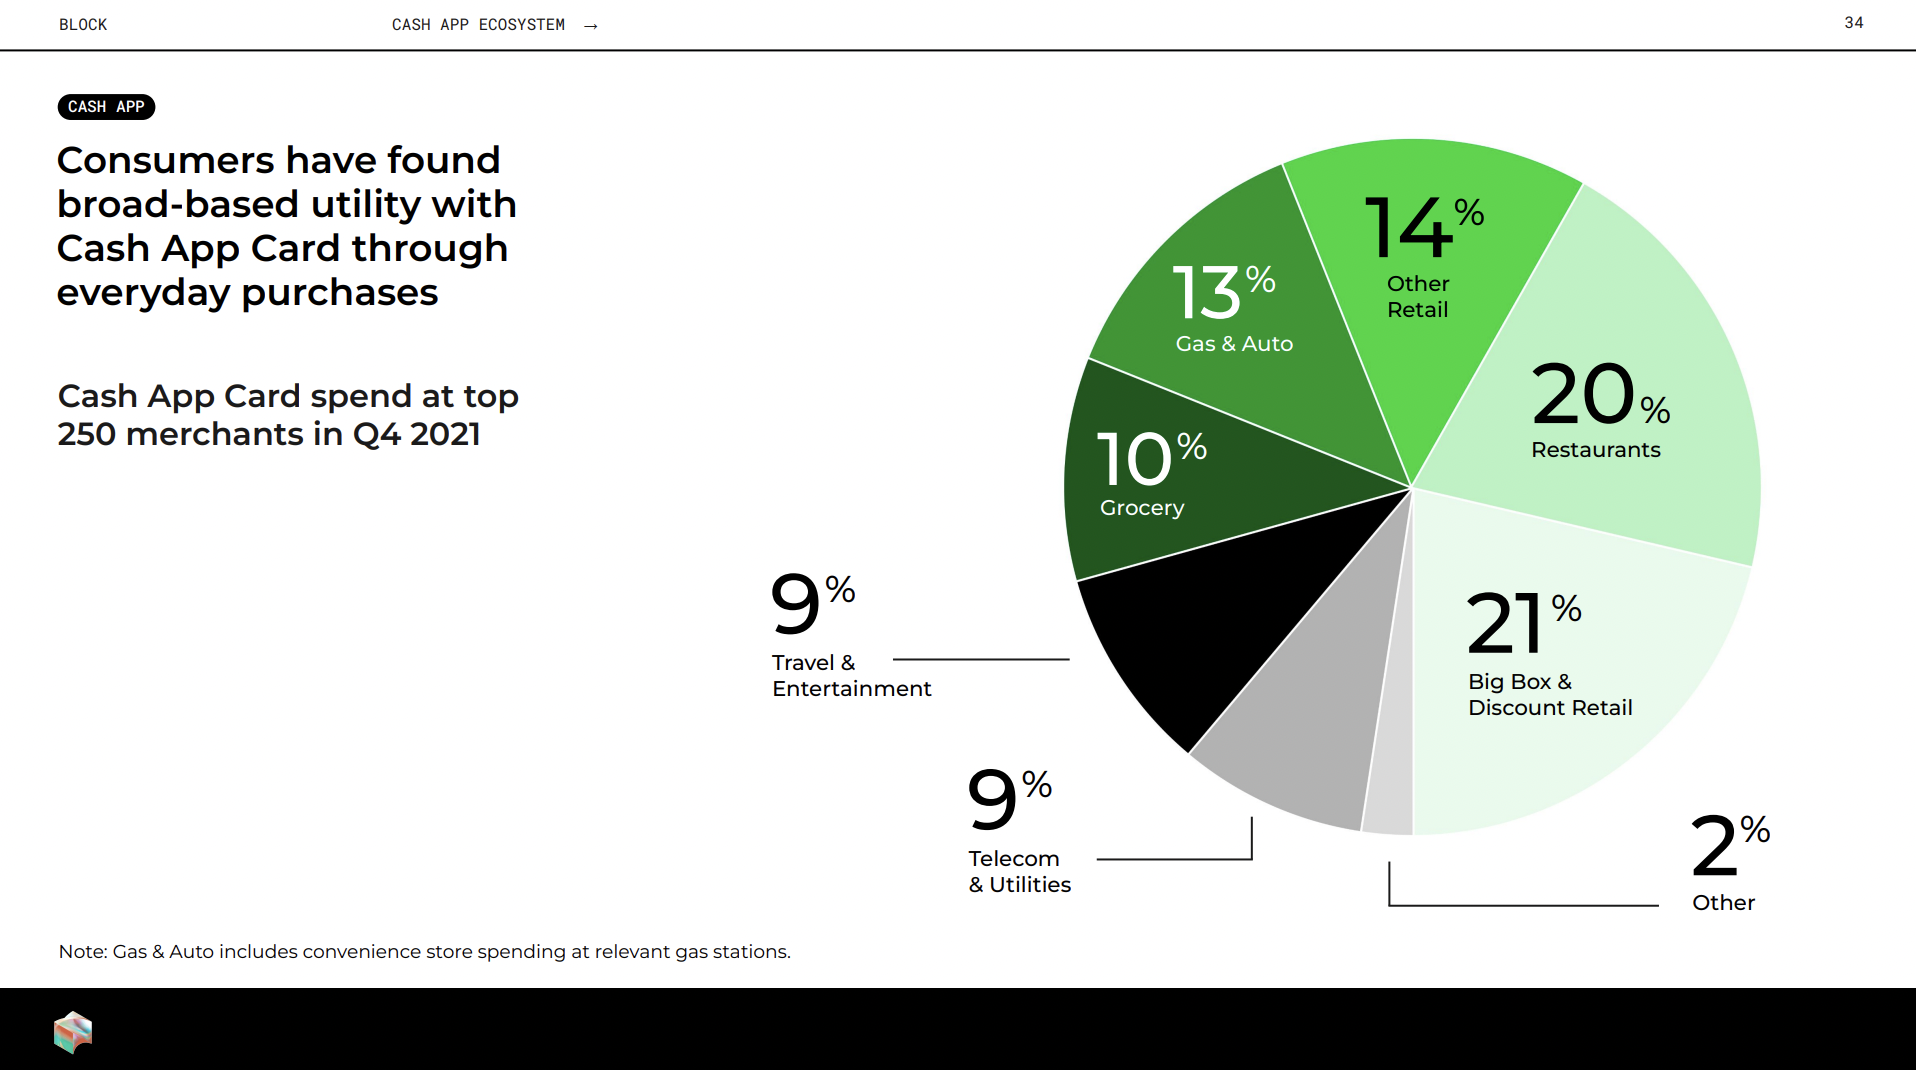 BLOCK
CASH APP ECOSYSTEM →
34
CASH APP
Consumers have found
broad-based utility with
Cash App Card through
everyday purchases
Cash App Card spend at top
250 merchants in Q4 2021
14%
Other
Retail
13%
Gas & Auto
20%
Restaurants
10%
Grocery
9%
Travel &
Entertainment
21%
Big Box &
Discount Retail
9%
Telecom
& Utilities
2%
Other
Note: Gas & Auto includes convenience store spending at relevant gas stations.